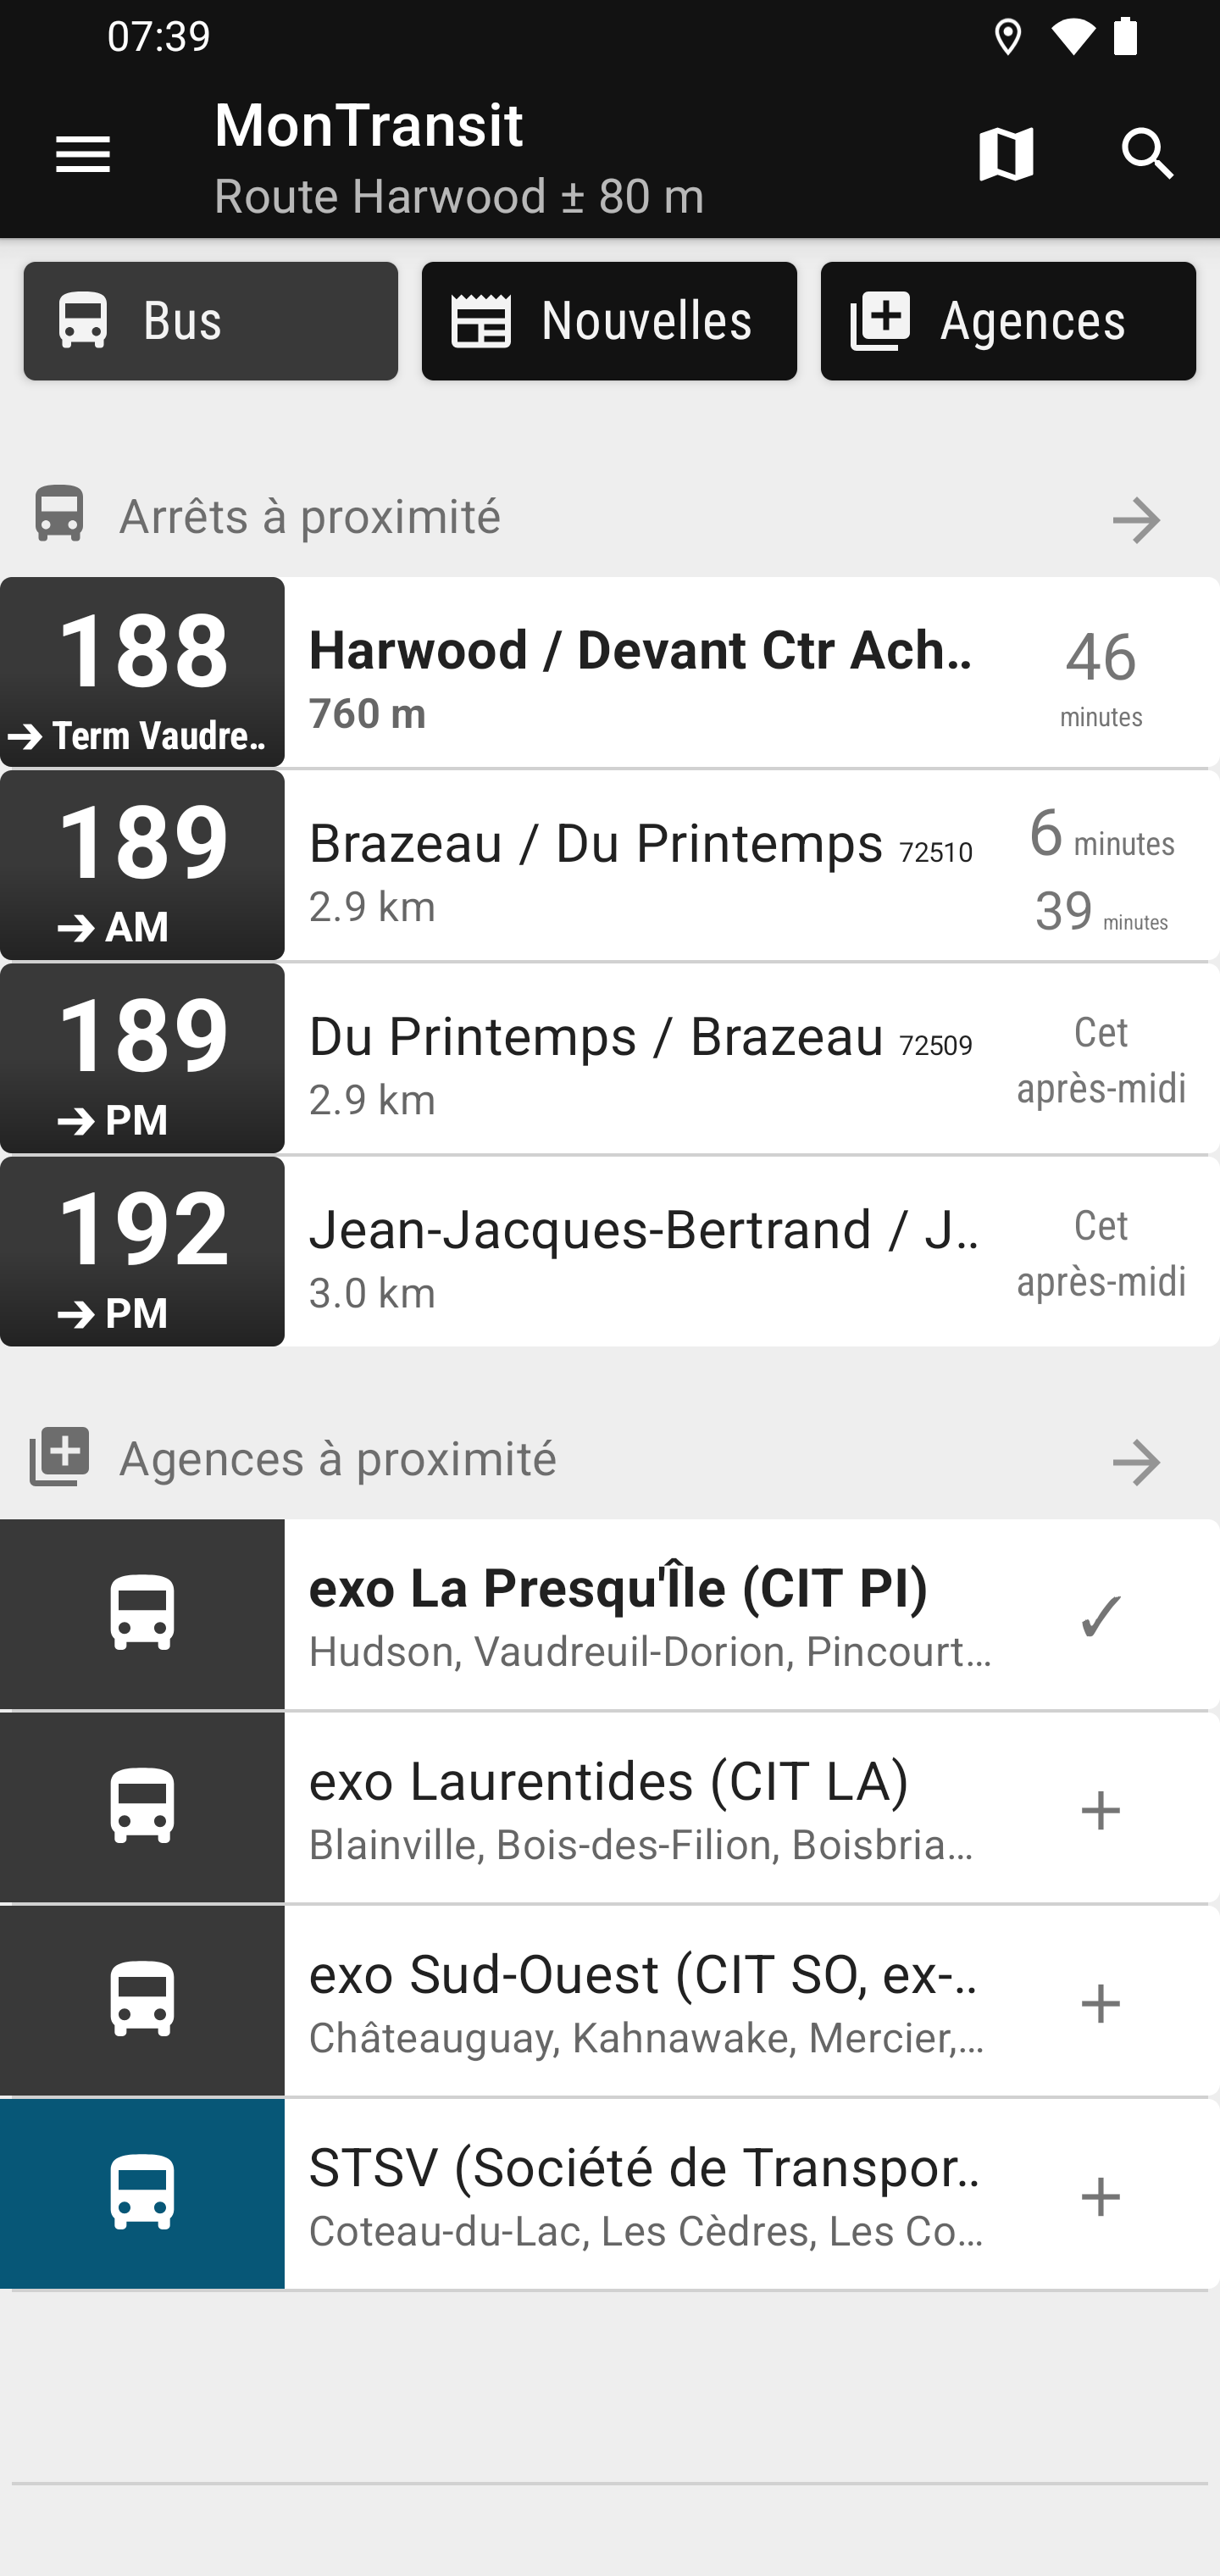 07:39
MonTransit
Route Harwood ± 80 m
Bus
Nouvelles
Agences
Arrêts à proximité
188
→ Term Vaudre..
Harwood / Devant Ctr Ach..
760 m
46
minutes
189
→ AM
Brazeau / Du Printemps 72510
2.9 km
6 minutes
39 minutes
189
→ PM
Du Printemps / Brazeau 72509
2.9 km
Cet
après-midi
192
→ PM
Jean-Jacques-Bertrand / J..
3.0 km
Cet
après-midi
Agences à proximité
exo La Presqu'Île (CIT PI)
Hudson, Vaudreuil-Dorion, Pincourt…
✓
exo Laurentides (CIT LA)
Blainville, Bois-des-Filion, Boisbria…
+
exo Sud-Ouest (CIT SO, ex-..
Châteauguay, Kahnawake, Mercier,…
+
STSV (Société de Transpor..
Coteau-du-Lac, Les Cèdres, Les Co…
+